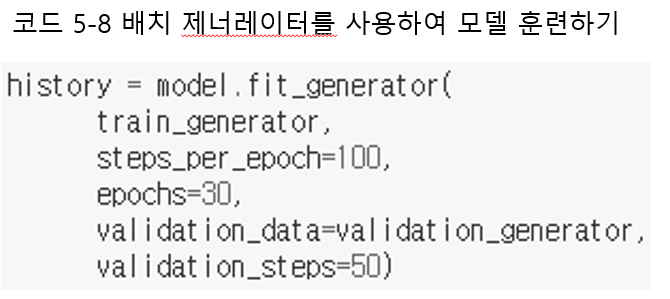 코드 5-8 배치 제너레이터를 사용하여 모델 훈련하기
history = model.fit_generator(
train_generator,
steps_per_epoch=100,
epochs=30,
validation_data=validation_generator,
validation_steps=50)